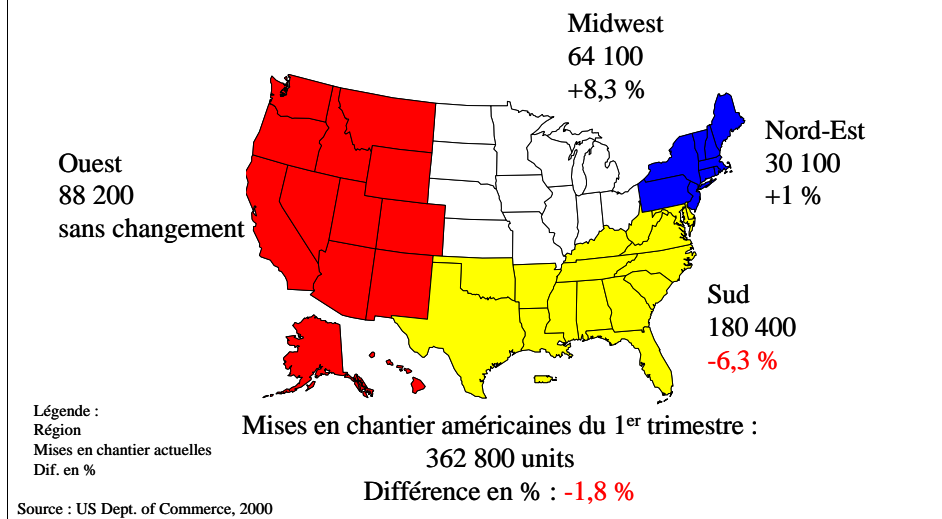 Midwest
64 100
+8,3 %
Nord-Est
30 100
+1 %
Ouest
88 200
sans changement
Sud
180 400
-6,3 %
Légende :
Région
Mises en chantier actuelles
Dif. en %
Mises en chantier américaines du 1er trimestre :
362 800 units
Différence en % : -1,8 %
Source : US Dept. of Commerce, 2000